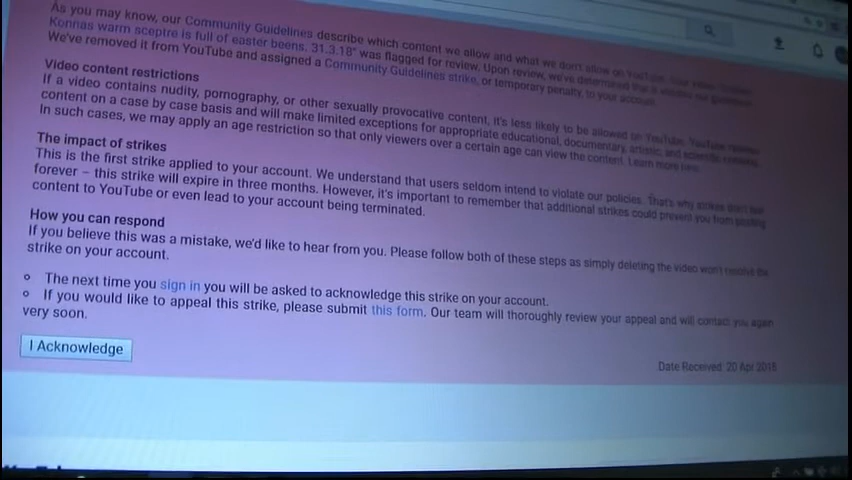 As you may know, our Community Guidelines describe which content we allow and what we don't allow on YouTube. Your video
Konnas warm sceptre is full of easter beens. 31.3.18" was flagged for review. Upon review, we've determined that it violates our guidelines.
We've removed it from YouTube and assigned a Community Guidelines strike, or temporary penalty, to your account.
Video content restrictions
If a video contains nudity, pornography, or other sexually provocative content, it's less likely to be allowed on YouTube. YouTube reviews
content on a case by case basis and will make limited exceptions for appropriate educational, documentary, artistic, and scientific contexts.
In such cases, we may apply an age restriction so that only viewers over a certain age can view the content. Learn more
The impact of strikes
This is the first strike applied to your account. We understand that users seldom intend to violate our policies. That's why strikes don't last
forever – this strike will expire in three months. However, it's important to remember that additional strikes could prevent you from posting
content to YouTube or even lead to your account being terminated.
How you can respond
If you believe this was a mistake, we'd like to hear from you. Please follow both of these steps as simply deleting the video won't resolve the
strike on your account.
The next time you sign in you will be asked to acknowledge this strike on your account.
If you would like to appeal this strike, please submit this form. Our team will thoroughly review your appeal and will contact you again
very soon.
I Acknowledge
Date Received: 20 Apr 2018